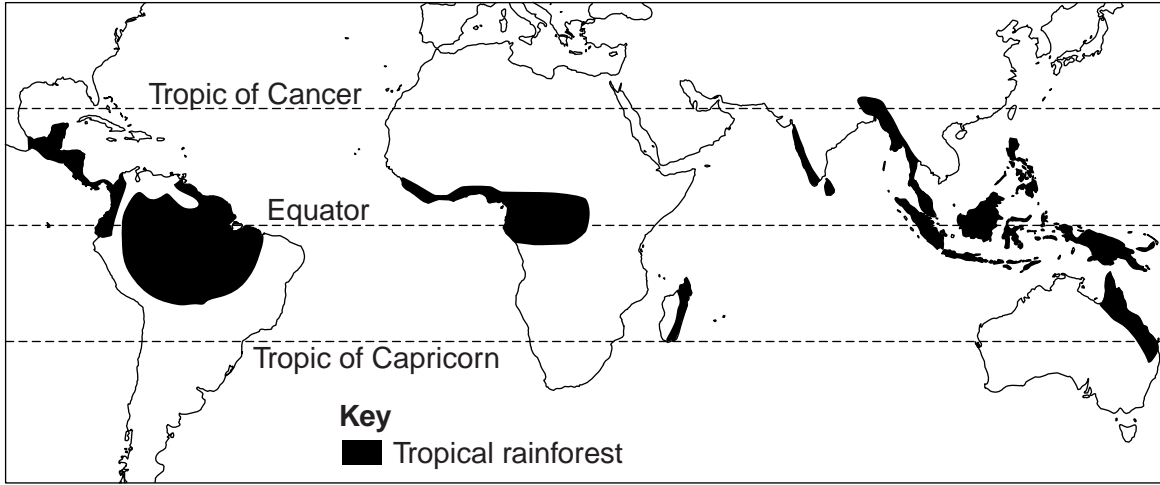 Tropic of Cancer
Equator
Tropic of Capricorn
Key
Tropical rainforest